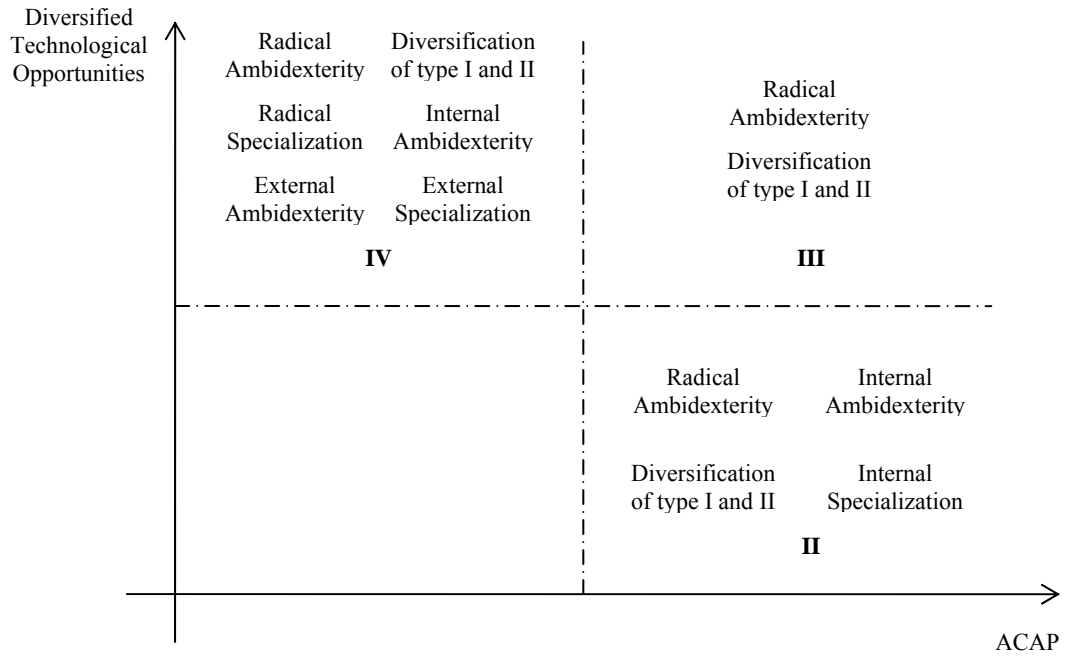 Diversified
Technological
Opportunities
Radical
Ambidexterity
Diversification
of type I and II
Radical
Specialization
Internal
Ambidexterity
External
Ambidexterity
External
Specialization
IV
Radical
Ambidexterity
Diversification
of type I and II
III
Radical
Ambidexterity
Internal
Ambidexterity
Diversification
of type I and II
Internal
Specialization
II
ACAP